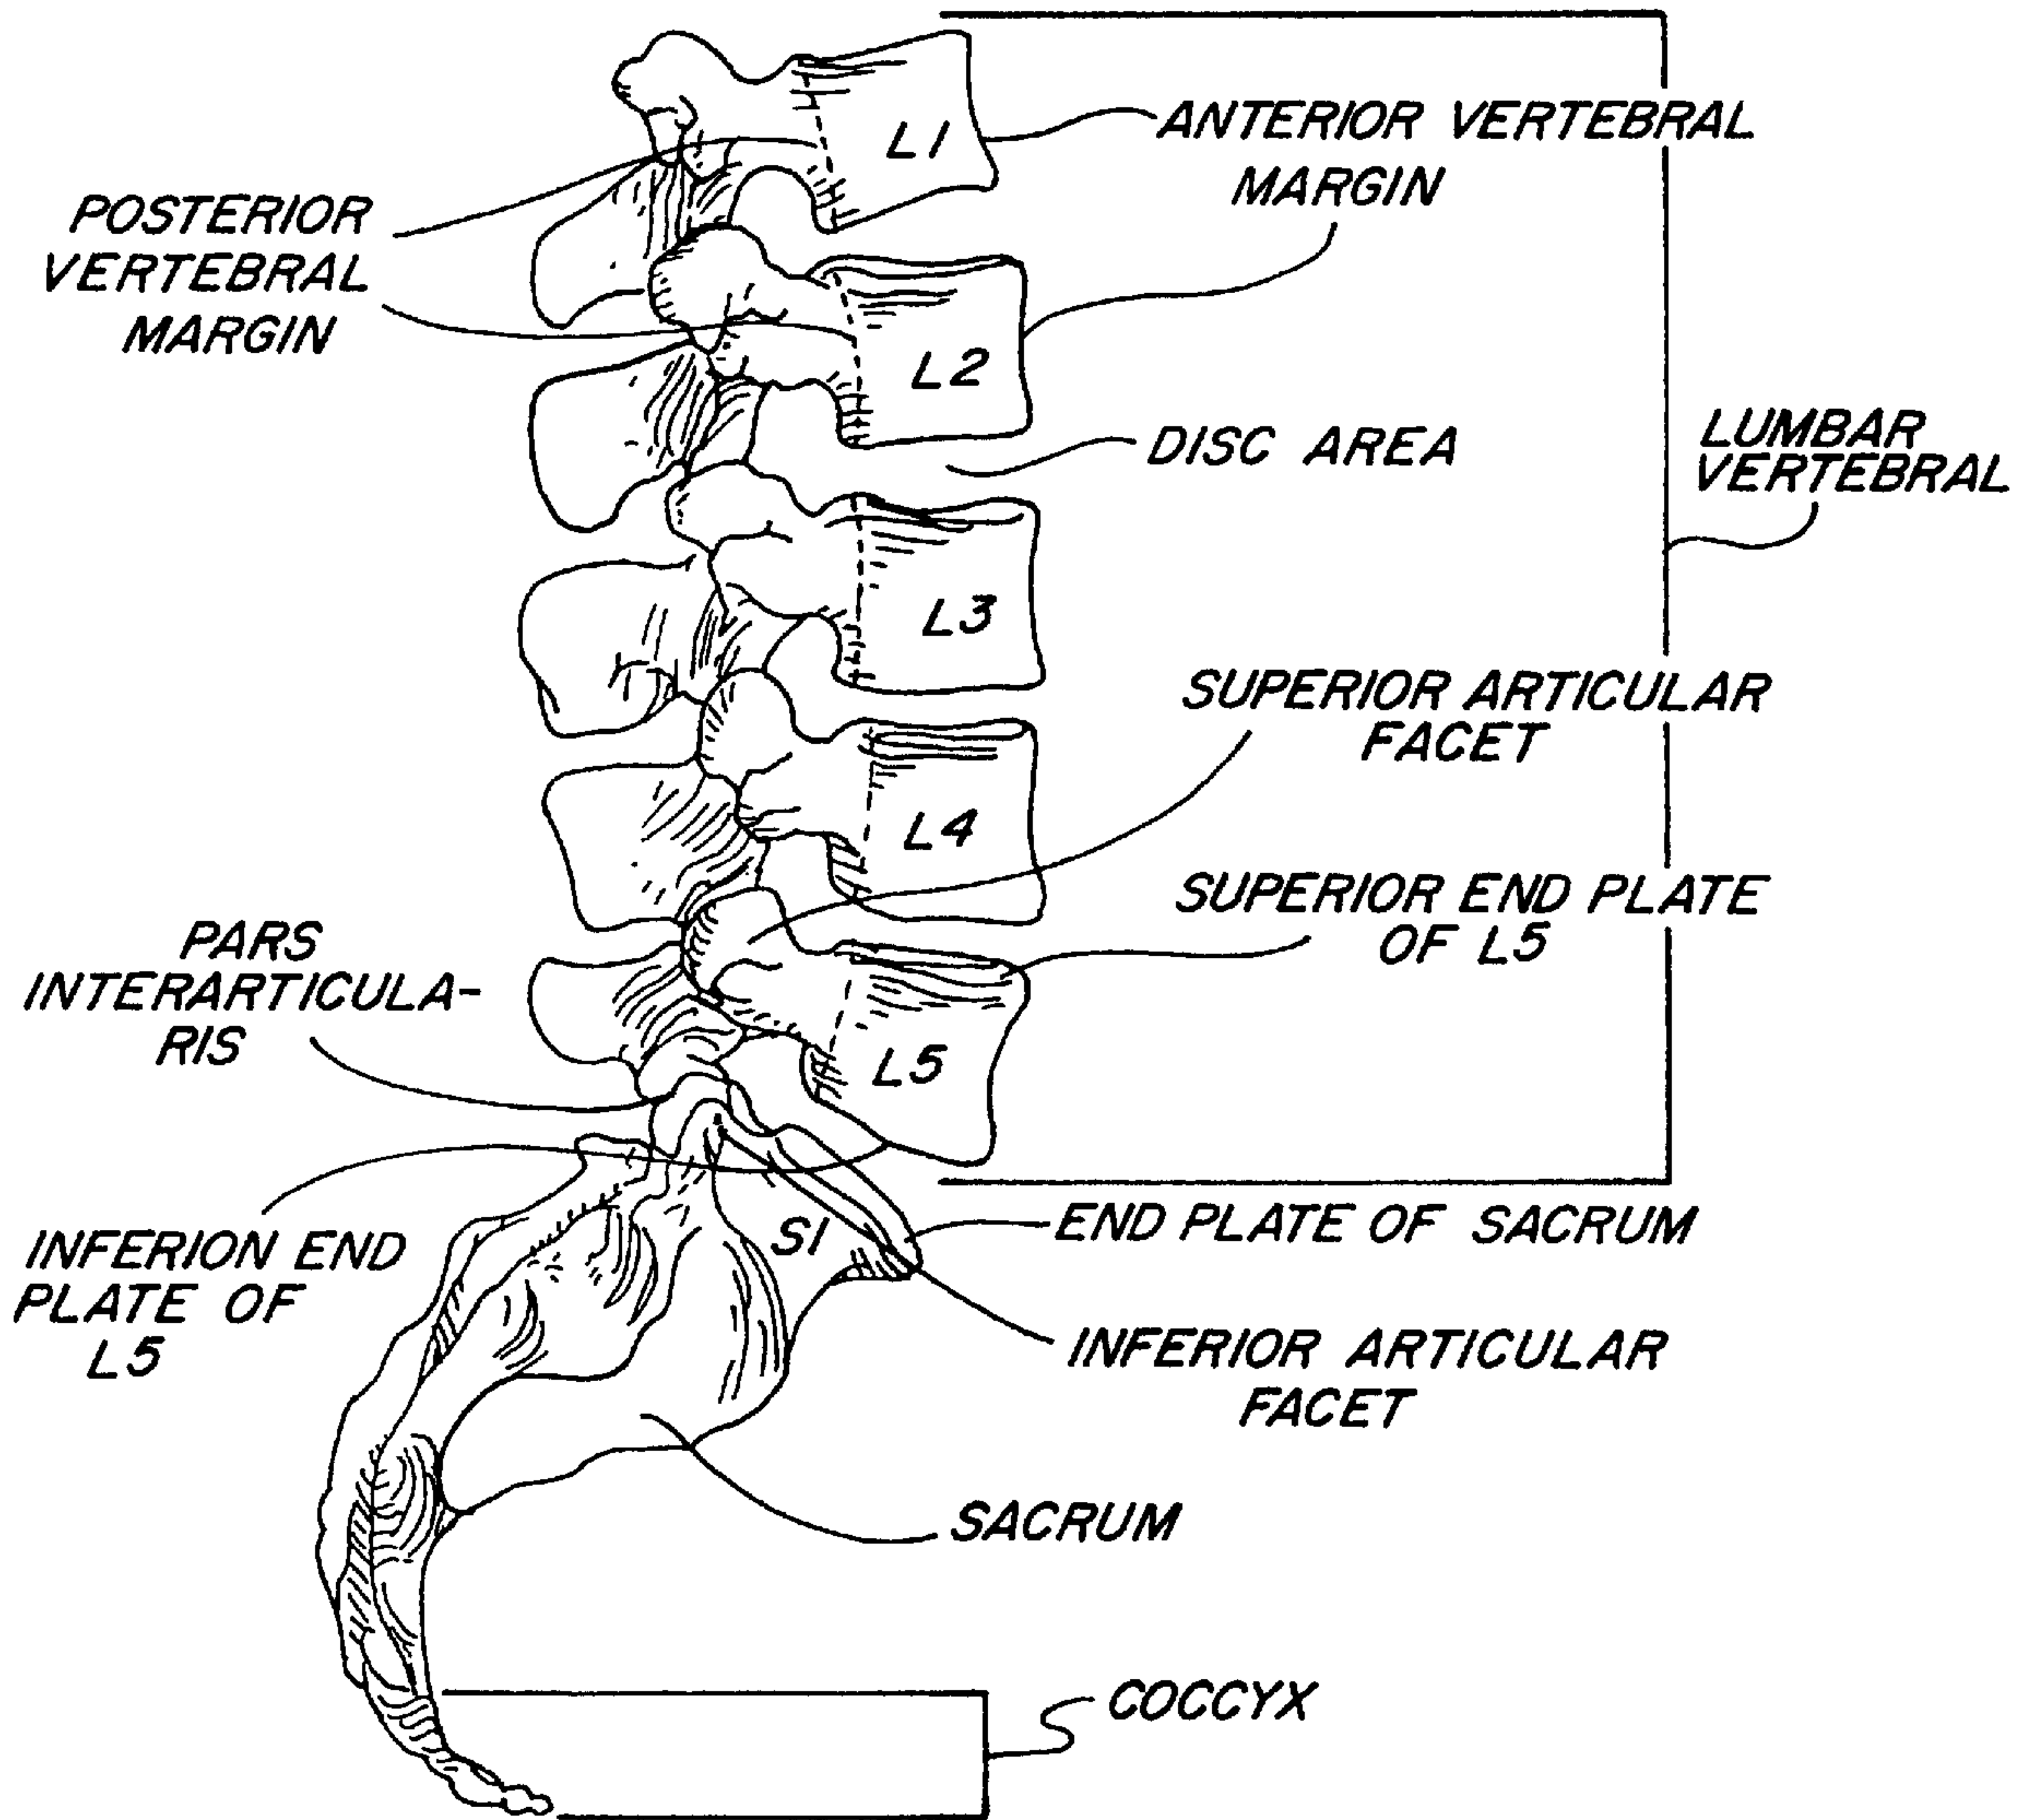 L1
ANTERIOR VERTEBRAL
MARGIN
POSTERIOR
VERTEBRAL
MARGIN
L2
DISC AREA
LUMBAR
VERTEBRAL
L3
SUPERIOR ARTICULAR
FACET
L4
SUPERIOR END PLATE
OF L5
PARS
INTERARTICULA-
RIS
L5
INFERION END
PLATE OF
L5
S1
END PLATE OF SACRUM
INFERIOR ARTICULAR
FACET
SACRUM
COCCYX